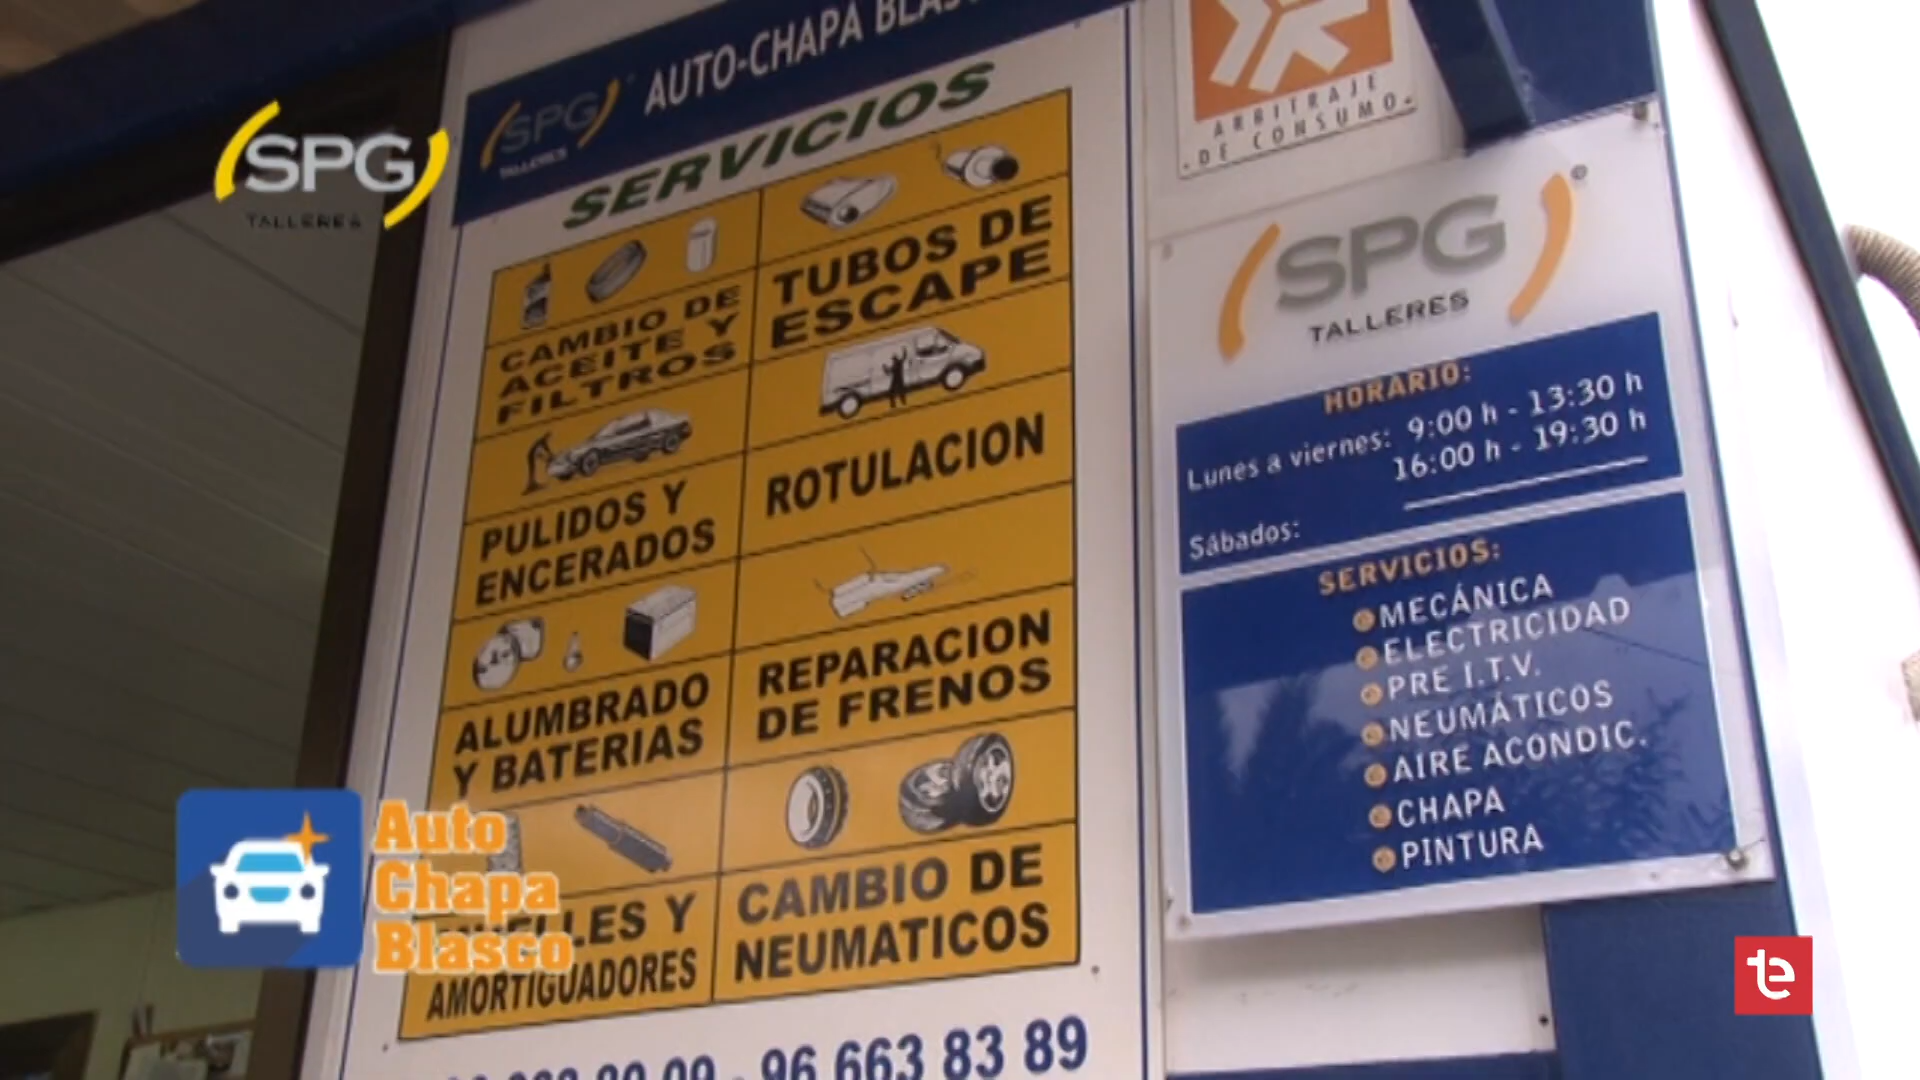 SPG
TALLERES
SPG
TALLERES
AUTO-CHAPA
SERVICIOS
CAMBIO DE
ACEITE Y
FILTROS
TUBOS DE
ESCAPE
PULIDOS Y
ENCERADOS
ROTULACION
ALUMBRADO
Y BATERIAS
REPARACION
DE FRENOS
Y
AMORTIGUADORES
CAMBIO DE
NEUMATICOS
96 663 83 89
ARBITRAJE
DE CONSUMO
SPG
TALLERES
HORARIO:
Lunes a viernes: 9:00 h - 13:30 h
16:00 h - 19:30 h
Sábados:
SERVICIOS:
MECÁNICA
ELECTRICIDAD
PRE I.T.V.
NEUMÁTICOS
AIRE ACONDIC.
CHAPA
PINTURA
Auto
Chapa
Blasco
te